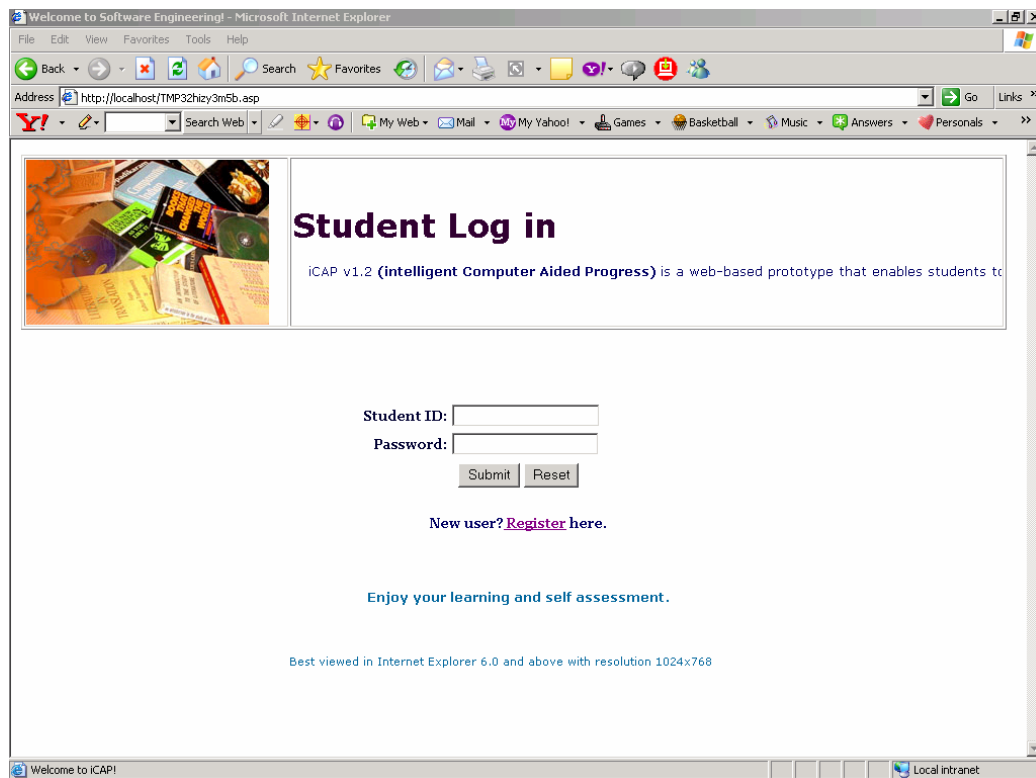 Welcome to Software Engineering! - Microsoft Internet Explorer
File Edit View Favorites Tools Help
Back Search Favorites
Address http://localhost/TMP32hizy3m5b.asp Go Links
Y! Search Web My Web Mail My Yahoo! Games Basketball Music Answers Personals
Student Log in
iCAP v1.2 (intelligent Computer Aided Progress) is a web-based prototype that enables students to
Student ID:
Password:
Submit Reset
New user? Register here.
Enjoy your learning and self assessment.
Best viewed in Internet Explorer 6.0 and above with resolution 1024x768
Welcome to iCAP! Local intranet